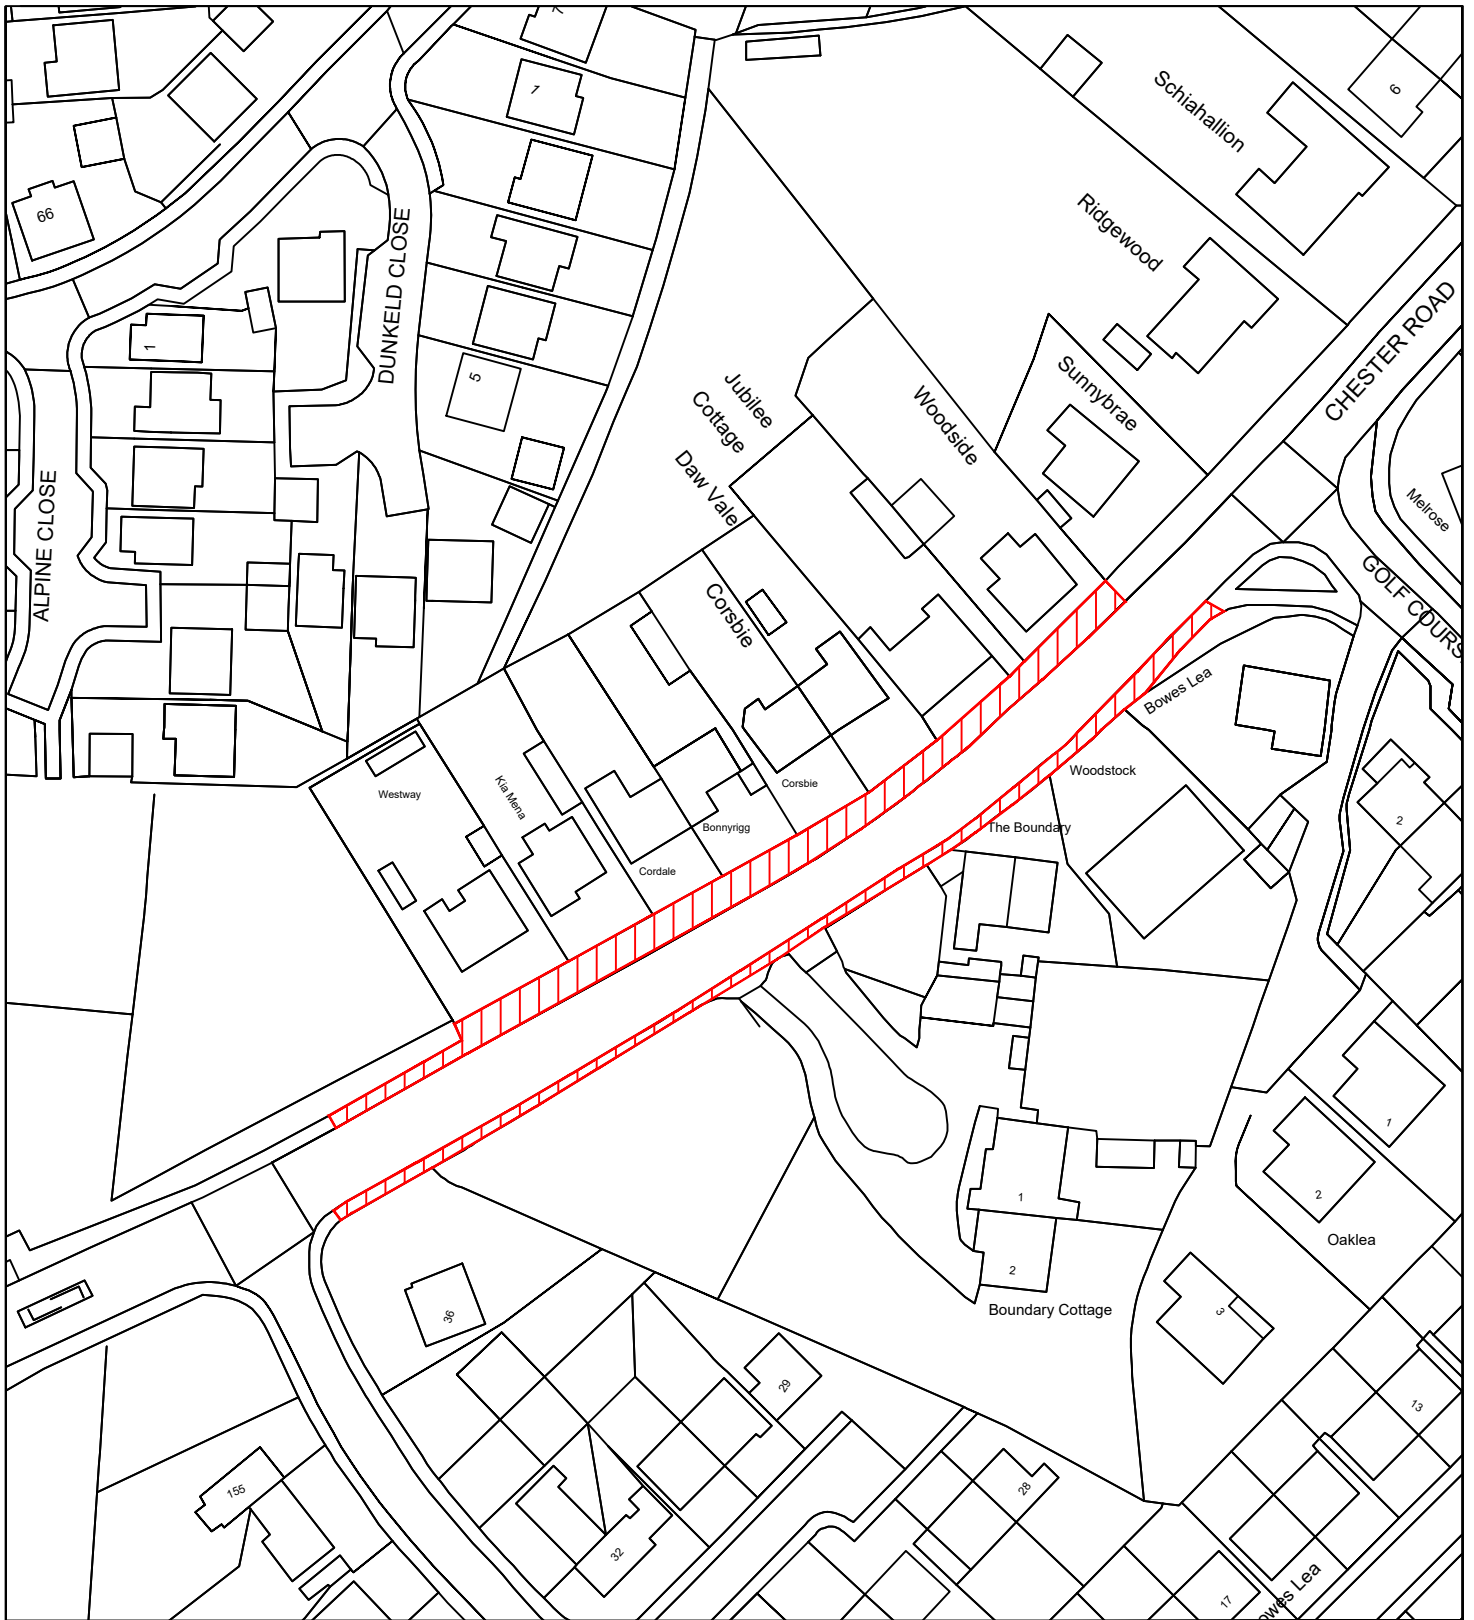 7
6
1
Schiahallion
66
Ridgewood
DUNKELD CLOSE
CHESTER ROAD
1
5
Sunnybrae
Jubilee
Cottage
Woodside
Daw Vale
Melrose
ALPINE CLOSE
GOLF COURS
Corsbie
Bowes Lea
Westway
Kia Mena
Corsbie
Woodstock
Bonnyrigg
The Boundary
2
Cordale
1
1
2
Oaklea
2
Boundary Cottage
36
3
29
13
155
28
32
17
owes Lea